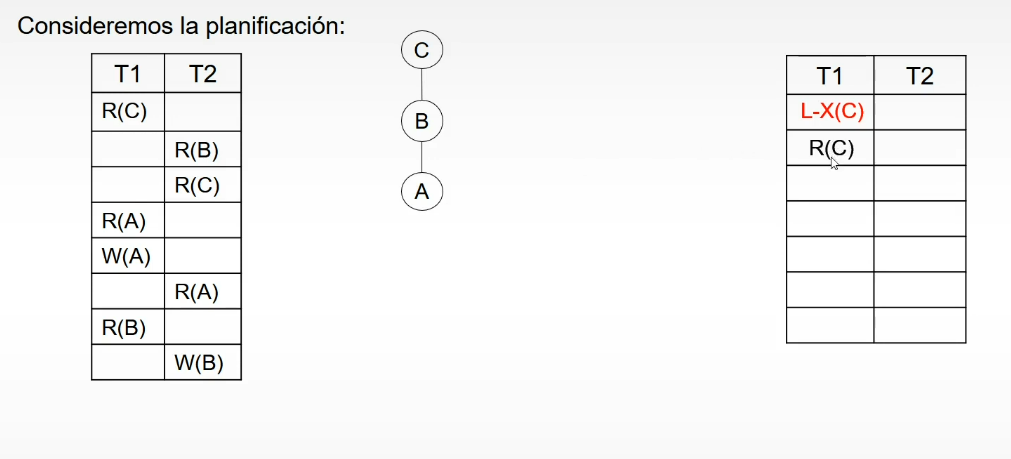 Consideremos la planificación:
T1 T2
R(C)
R(B)
R(C)
R(A)
W(A)
R(A)
R(B)
W(B)
C
B
A
T1 T2
L-X(C)
R(C)